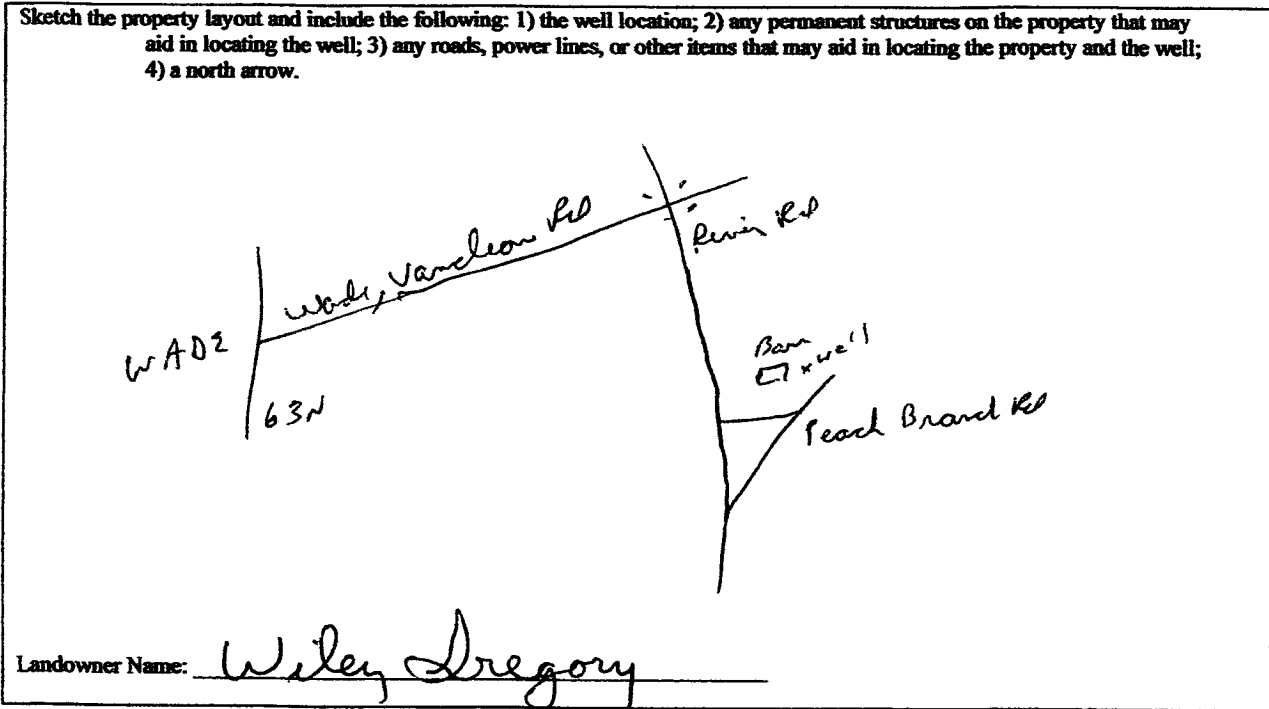 Sketch the property layout and include the following: 1) the well location; 2) any permanent structures on the property that may
aid in locating the well; 3) any roads, power lines, or other items that may aid in locating the property and the well;
4) a north arrow.
Wade, Vancleave Rd
River Rd
WADE
63N
Barn
x well
Peach Branch Rd
Landowner Name: Wiley Gregory